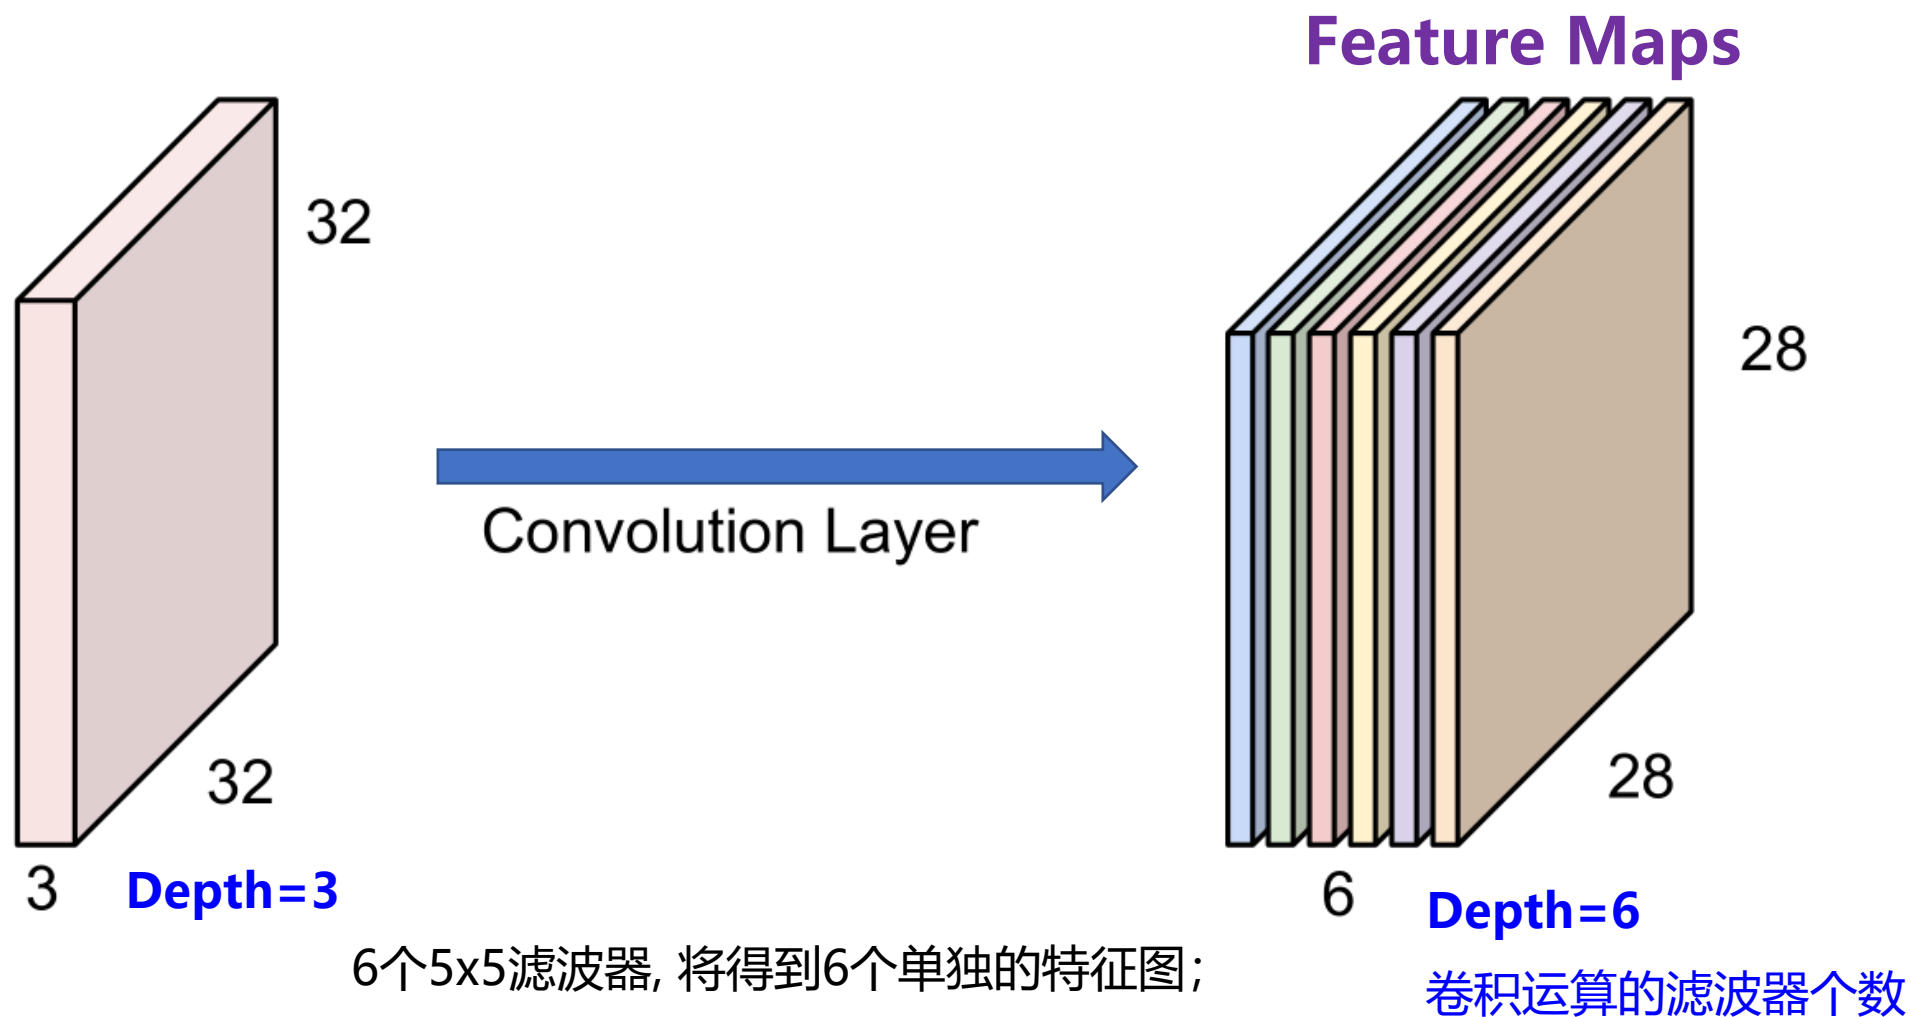 Feature Maps
32
28
Convolution Layer
32
28
3
Depth=3
6
Depth=6
6个5x5滤波器, 将得到6个单独的特征图；
卷积运算的滤波器个数